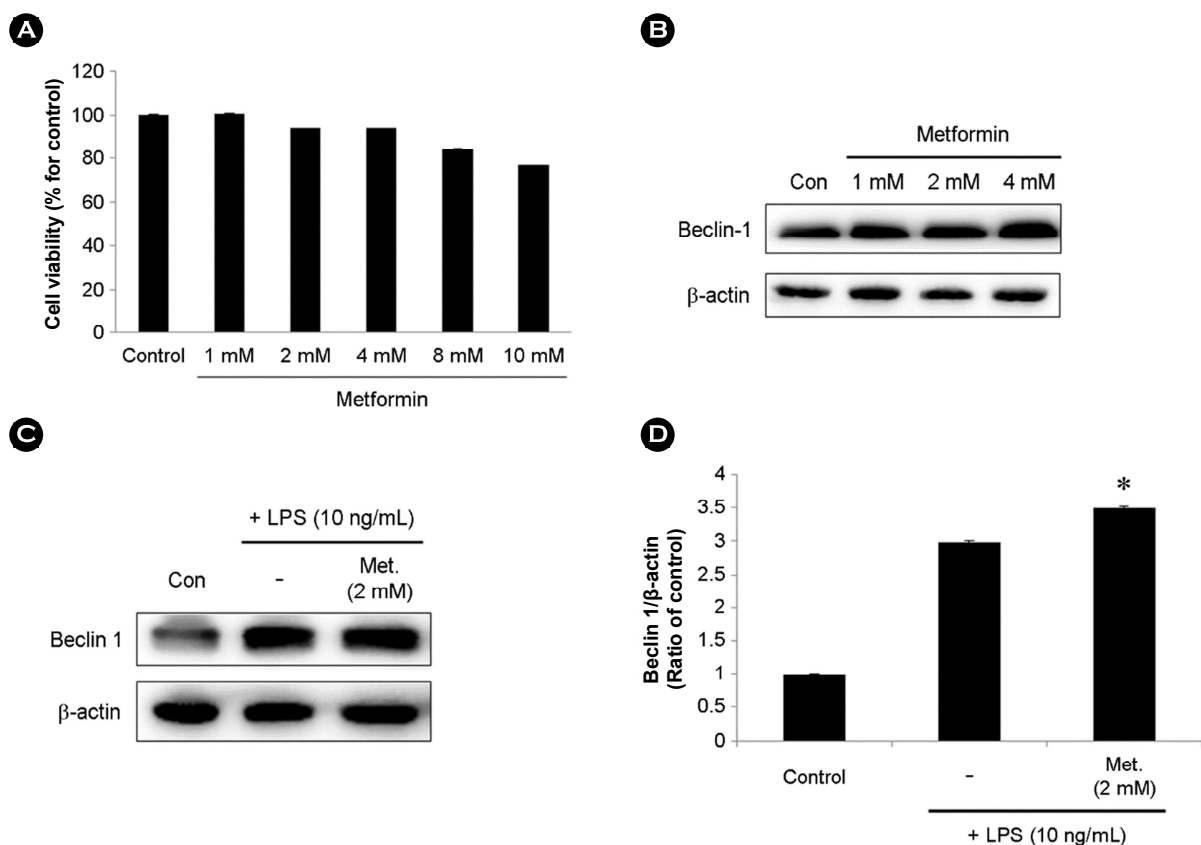 A
Cell viability (% for control)
120
100
80
60
40
20
0
Control 1 mM 2 mM 4 mM 8 mM 10 mM
Metformin
B
Metformin
Con 1 mM 2 mM 4 mM
Beclin-1
β-actin
C
+ LPS (10 ng/mL)
Con - Met.
(2 mM)
Beclin 1
β-actin
D
Beclin 1/β-actin
(Ratio of control)
4
3.5
3
2.5
2
1.5
1
0.5
0
*
Control - Met.
(2 mM)
+ LPS (10 ng/mL)